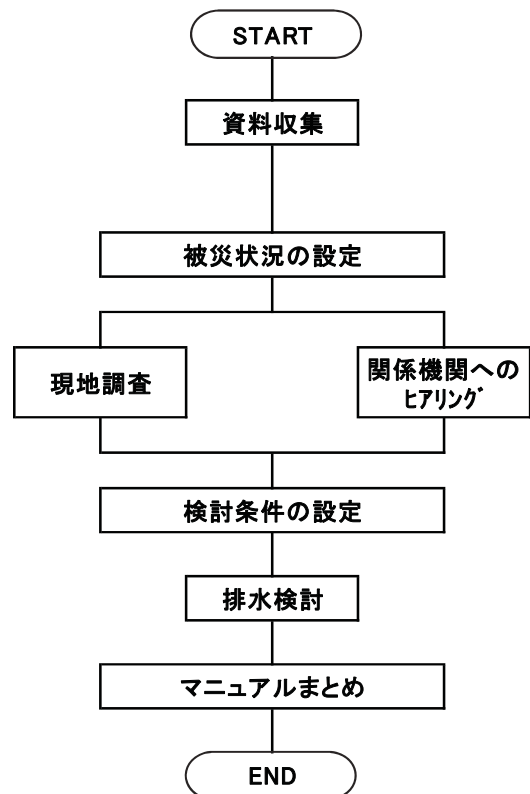 START
資料収集
被災状況の設定
現地調査
関係機関への
ﾋｱﾘﾝｸﾞ
検討条件の設定
排水検討
マニュアルまとめ
END